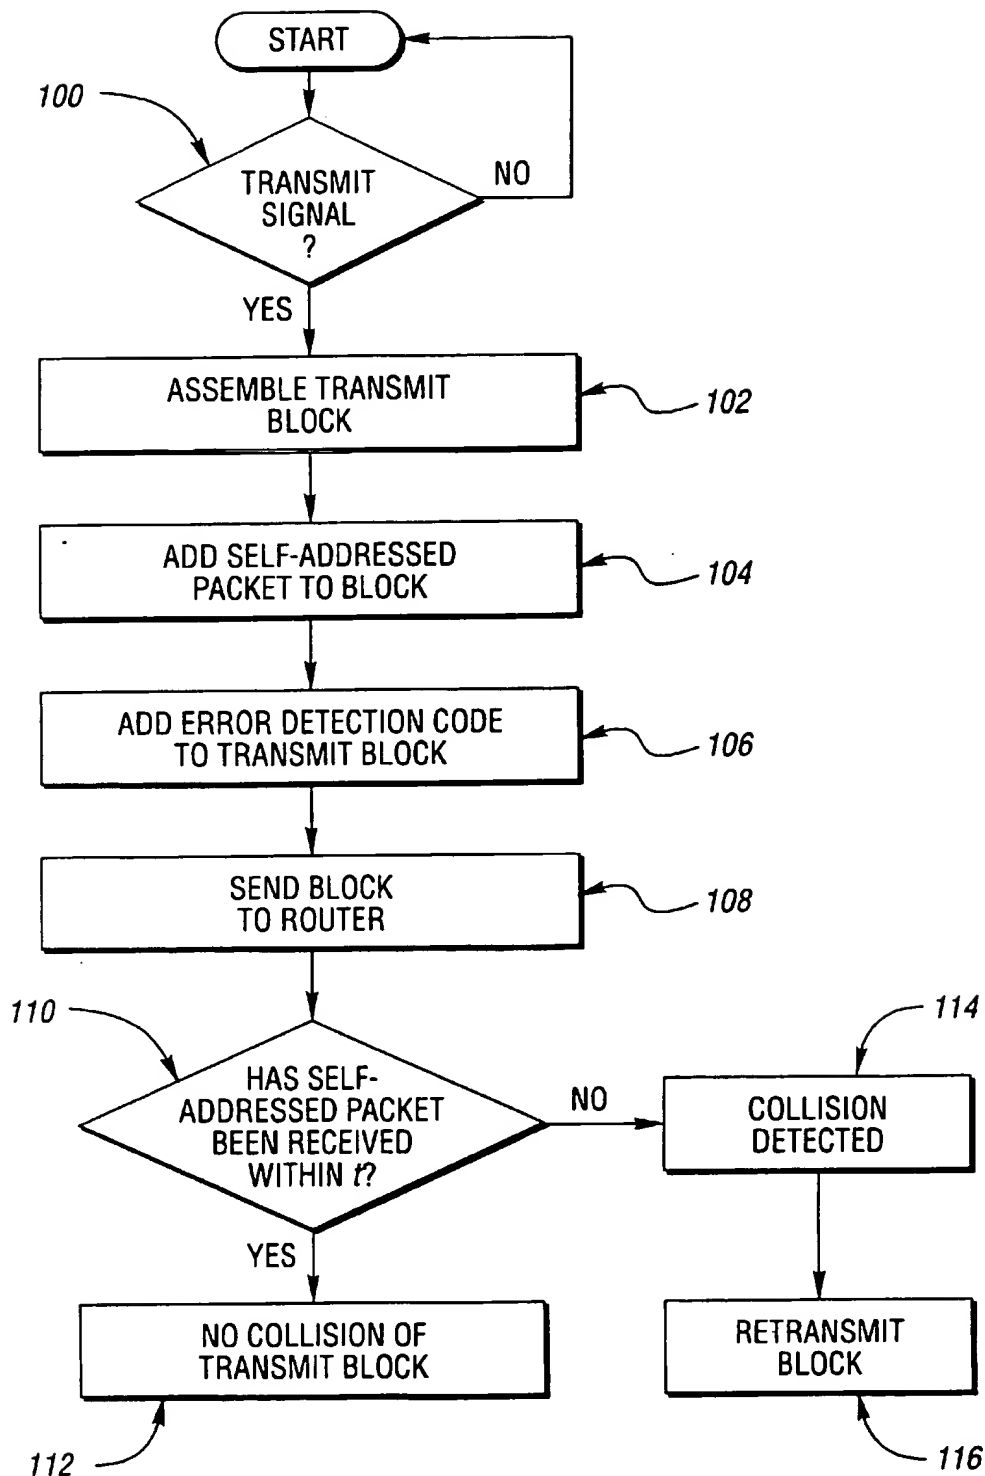 START
100
TRANSMIT
SIGNAL
?
NO
YES
ASSEMBLE TRANSMIT
BLOCK
102
ADD SELF-ADDRESSED
PACKET TO BLOCK
104
ADD ERROR DETECTION CODE
TO TRANSMIT BLOCK
106
SEND BLOCK
TO ROUTER
108
110
HAS SELF-
ADDRESSED PACKET
BEEN RECEIVED
WITHIN t?
NO
114
COLLISION
DETECTED
YES
NO COLLISION OF
TRANSMIT BLOCK
112
RETRANSMIT
BLOCK
116